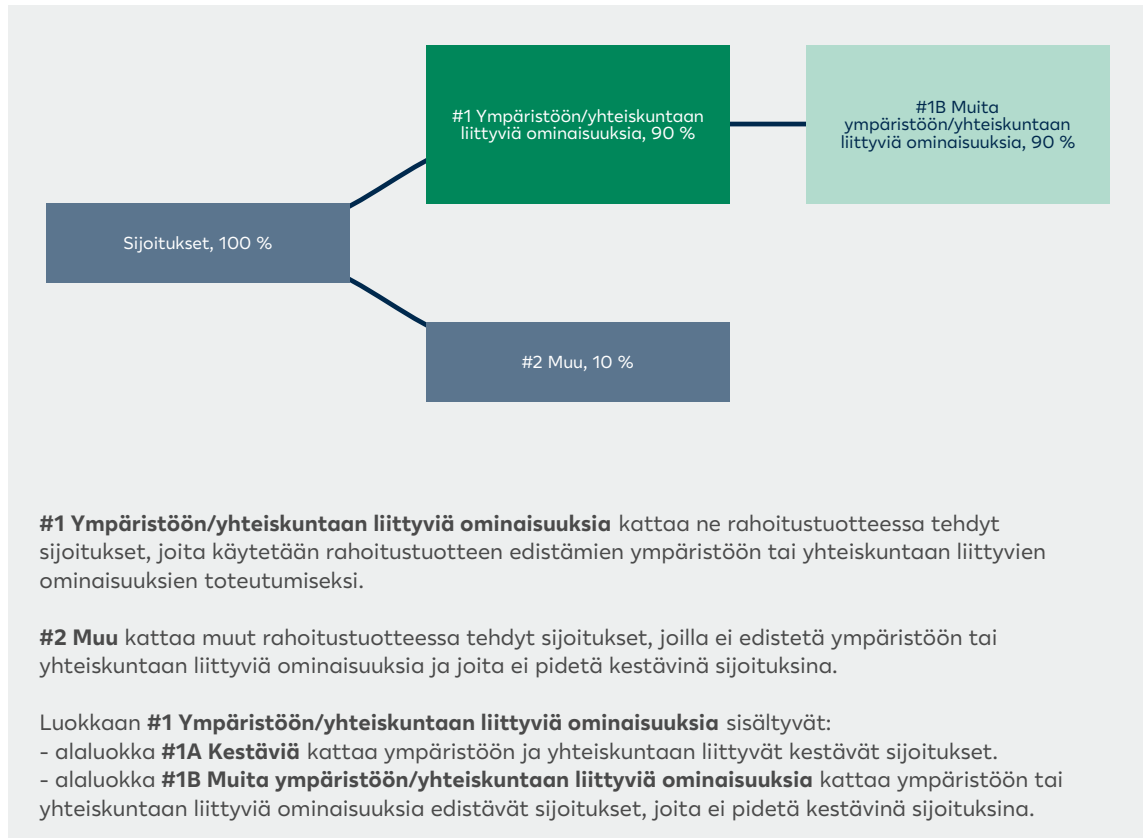 #1 Ympäristöön/yhteiskuntaan
liittyviä ominaisuuksia, 90 %
#1B Muita
ympäristöön/yhteiskuntaan
liittyviä ominaisuuksia, 90 %
Sijoitukset, 100 %
#2 Muu, 10 %
#1 Ympäristöön/yhteiskuntaan liittyviä ominaisuuksia kattaa ne rahoitustuotteessa tehdyt
sijoitukset, joita käytetään rahoitustuotteen edistämien ympäristöön tai yhteiskuntaan liittyvien
ominaisuuksien toteutumiseksi.
#2 Muu kattaa muut rahoitustuotteessa tehdyt sijoitukset, joilla ei edistetä ympäristöön tai
yhteiskuntaan liittyviä ominaisuuksia ja joita ei pidetä kestävinä sijoituksina.
Luokkaan #1 Ympäristöön/yhteiskuntaan liittyviä ominaisuuksia sisältyvät:
- alaluokka #1A Kestäviä kattaa ympäristöön ja yhteiskuntaan liittyvät kestävät sijoitukset.
- alaluokka #1B Muita ympäristöön/yhteiskuntaan liittyviä ominaisuuksia kattaa ympäristöön tai
yhteiskuntaan liittyviä ominaisuuksia edistävät sijoitukset, joita ei pidetä kestävinä sijoituksina.